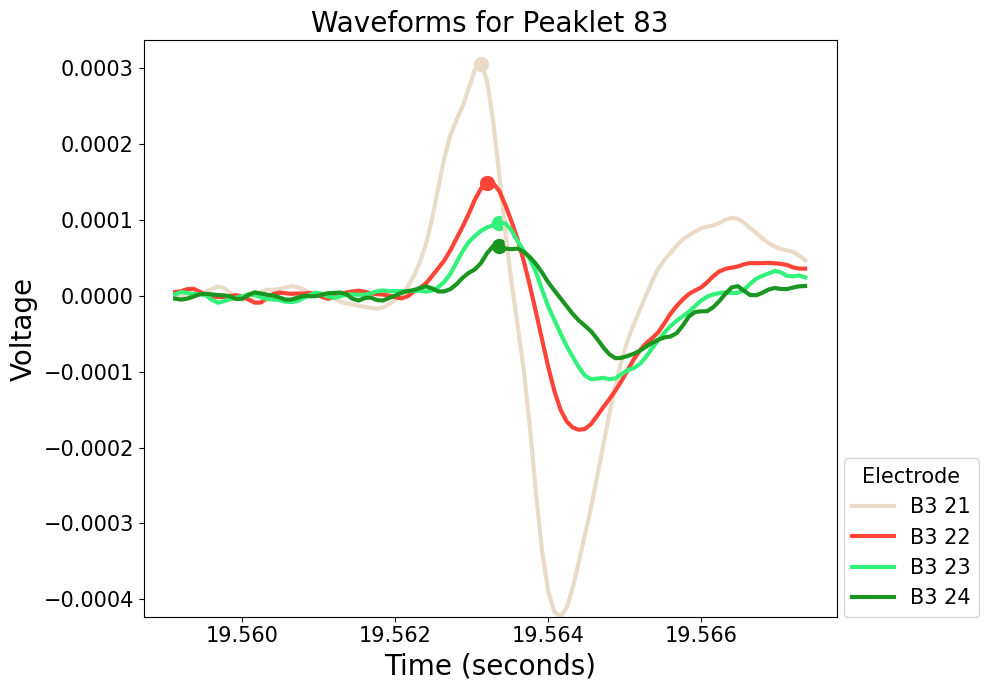 Waveforms for Peaklet 83
Voltage
0.0003
0.0002
0.0001
0.0000
−0.0001
−0.0002
−0.0003
−0.0004
19.560 19.562 19.564 19.566
Time (seconds)
Electrode
B3 21
B3 22
B3 23
B3 24